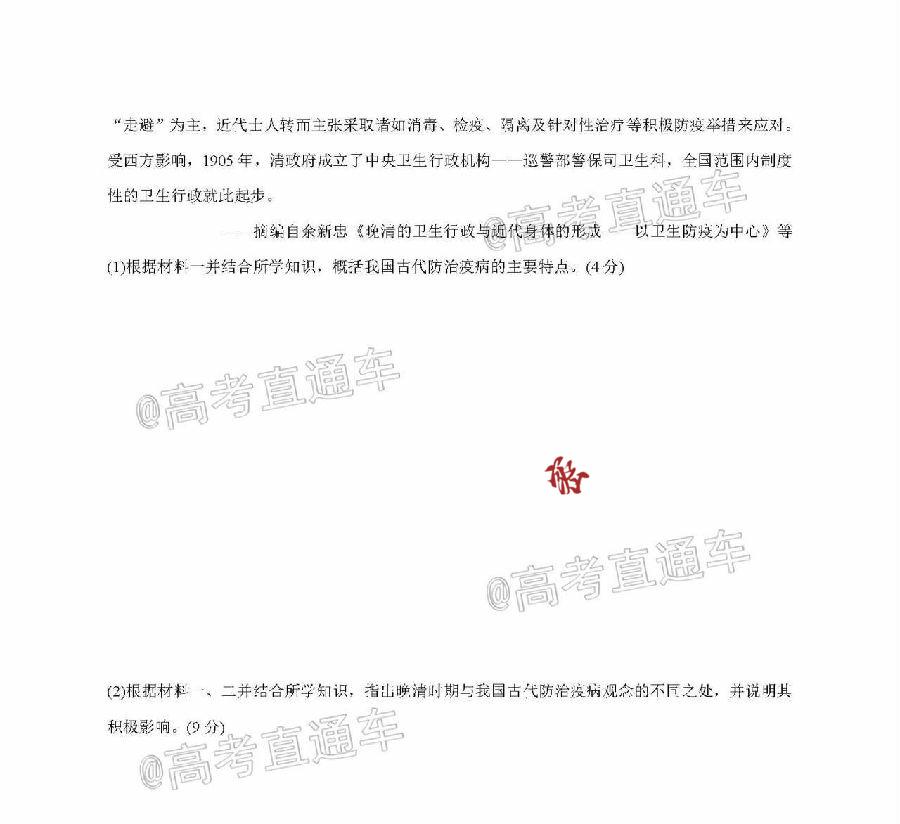 “走避”为主，近代士人转而主张采取诸如消毒、检疫、隔离及针对性治疗等积极防疫举措来应对。
受西方影响，1905 年，清政府成立了中央卫生行政机构——巡警部警保司卫生科，全国范围内制度
性的卫生行政就此起步。
@高考直通车
——摘编自余新忠《晚清的卫生行政与近代身体的形成——以卫生防疫为中心》等
(1)根据材料一并结合所学知识，概括我国古代防治疫病的主要特点。(4 分)
@高考直通车
@高考直通车
(2)根据材料一、二并结合所学知识，指出晚清时期与我国古代防治疫病观念的不同之处，并说明其
积极影响。(9 分)
@高考直通车